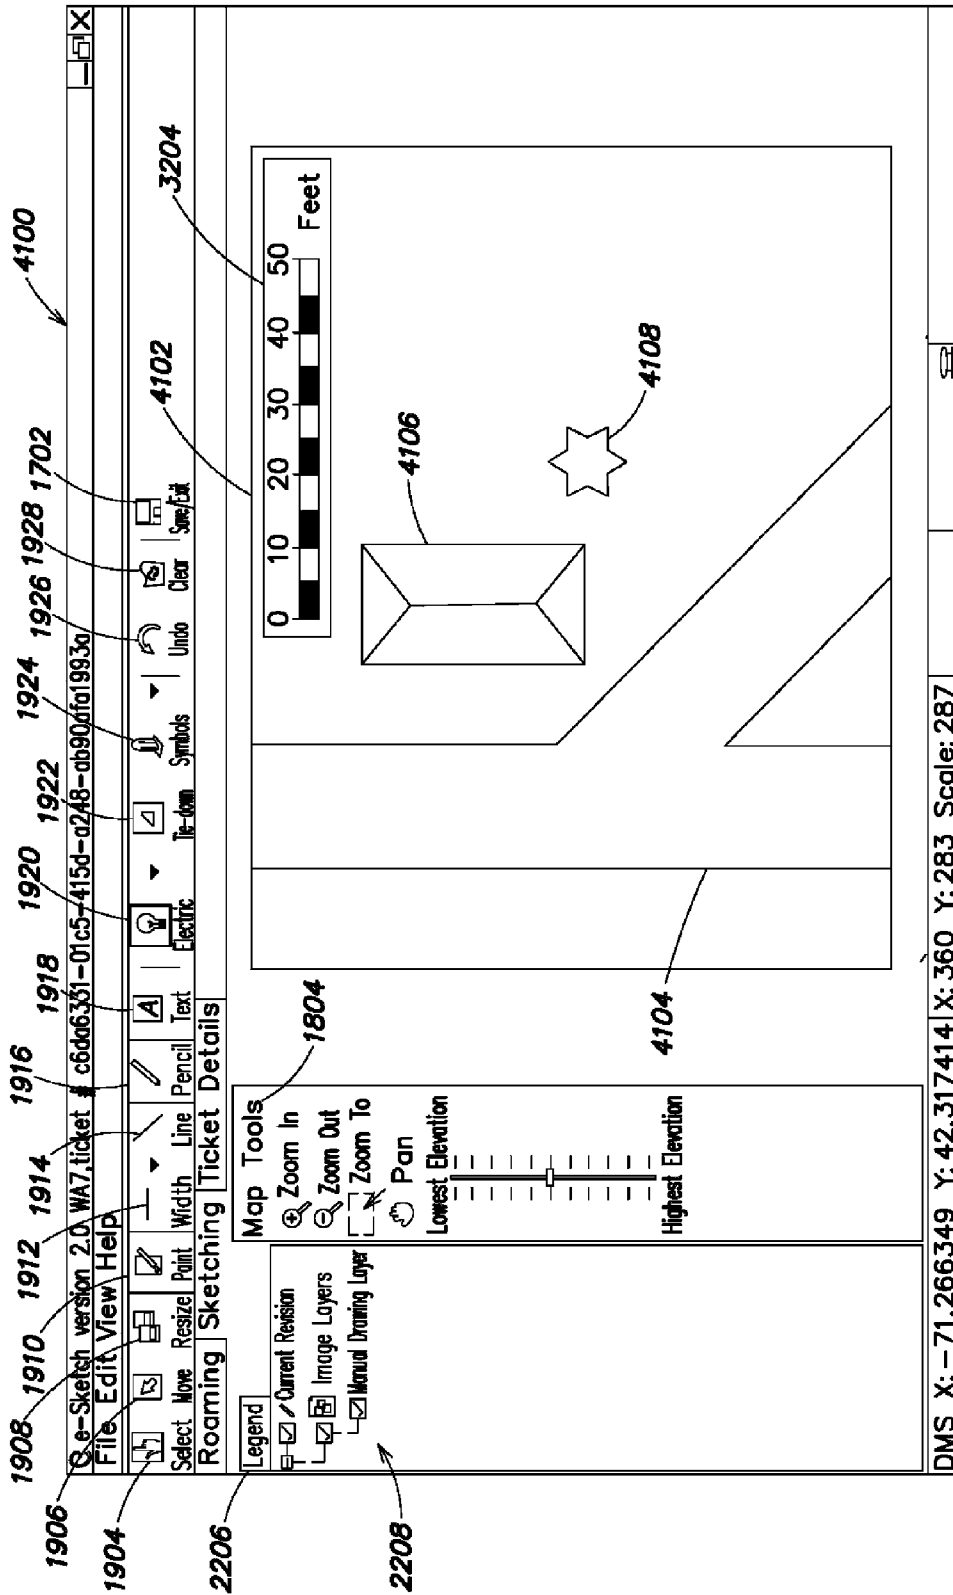 4100
e-Sketch version 2.0 WA7, ticket # c6da6331-01c5-415d-a248-ab90dfa1993a
File Edit View Help
1904
1906
1908
1910
1912
1914
1916
1918
1920
1922
1924
1926
1928
1702
Select Move Resize Paint Width Line Pencil Text Electric Tie-down Symbols Undo Clear Save/Exit
Roaming Sketching Ticket Details
2206
Legend
Current Revision
Image Layers
Manual Drawing Layer
2208
Map Tools
1804
Zoom In
Zoom Out
Zoom To
Pan
Lowest Elevation
Highest Elevation
4102
3204
0 10 20 30 40 50
Feet
4106
4108
4104
DMS X: -71.266349 Y: 42.317414 X: 360 Y: 283 Scale: 287